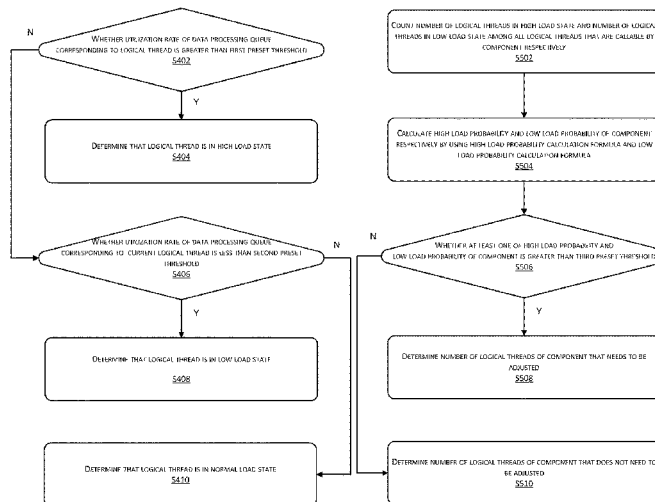 N
WHETHER UTILIZATION RATE OF DATA PROCESSING QUEUE
CORRESPONDING TO LOGICAL THREAD IS GREATER THAN FIRST PRESET THRESHOLD
S402
Y
DETERMINE THAT LOGICAL THREAD IS IN HIGH LOAD STATE
S404
WHETHER UTILIZATION RATE OF DATA PROCESSING QUEUE
CORRESPONDING TO CURRENT LOGICAL THREAD IS LESS THAN SECOND PRESET
THRESHOLD
S406
N
Y
DETERMINE THAT LOGICAL THREAD IS IN LOW LOAD STATE
S408
DETERMINE THAT LOGICAL THREAD IS IN NORMAL LOAD STATE
S410
COUNT NUMBER OF LOGICAL THREADS IN HIGH LOAD STATE AND NUMBER OF LOGICAL
THREADS IN LOW LOAD STATE AMONG ALL LOGICAL THREADS THAT ARE CALLABLE BY
COMPONENT RESPECTIVELY
S502
CALCULATE HIGH LOAD PROBABILITY AND LOW LOAD PROBABILITY OF COMPONENT
RESPECTIVELY BY USING HIGH LOAD PROBABILITY CALCULATION FORMULA AND LOW
LOAD PROBABILITY CALCULATION FORMULA
S504
N
WHETHER AT LEAST ONE OF HIGH LOAD PROBABILITY AND
LOW LOAD PROBABILITY OF COMPONENT IS GREATER THAN THIRD PRESET THRESHOLD
S506
Y
DETERMINE NUMBER OF LOGICAL THREADS OF COMPONENT THAT NEEDS TO BE
ADJUSTED
S508
DETERMINE NUMBER OF LOGICAL THREADS OF COMPONENT THAT DOES NOT NEED TO
BE ADJUSTED
S510